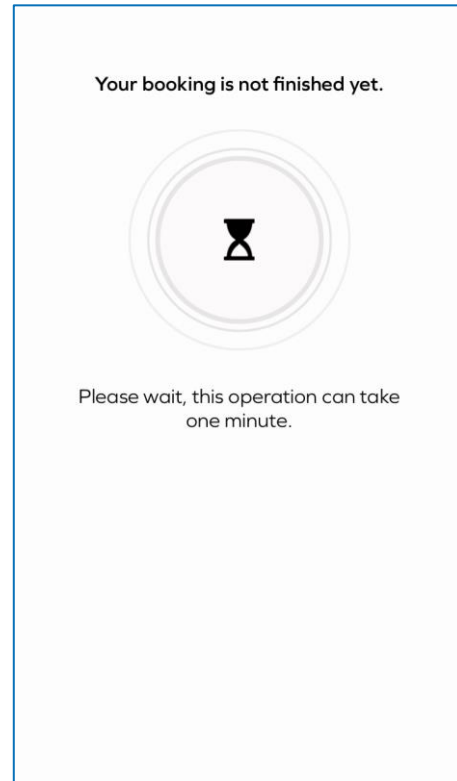 Your booking is not finished yet.
Please wait, this operation can take
one minute.